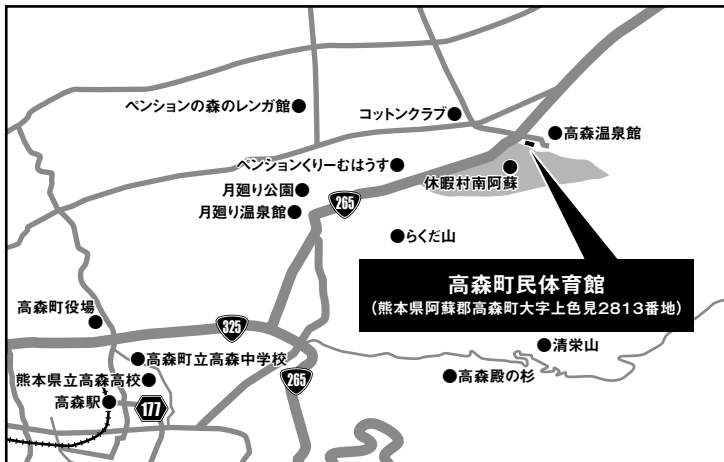 ペンションの森のレンガ館
コットンクラブ
高森温泉館
ペンションくりーむはうす
休暇村南阿蘇
月廻り公園
265
月廻り温泉館
らくだ山
高森町民体育館
(熊本県阿蘇郡高森町大字上色見2813番地)
高森町役場
325
清栄山
高森町立高森中学校
熊本県立高森高校
265
高森殿の杉
高森駅
177